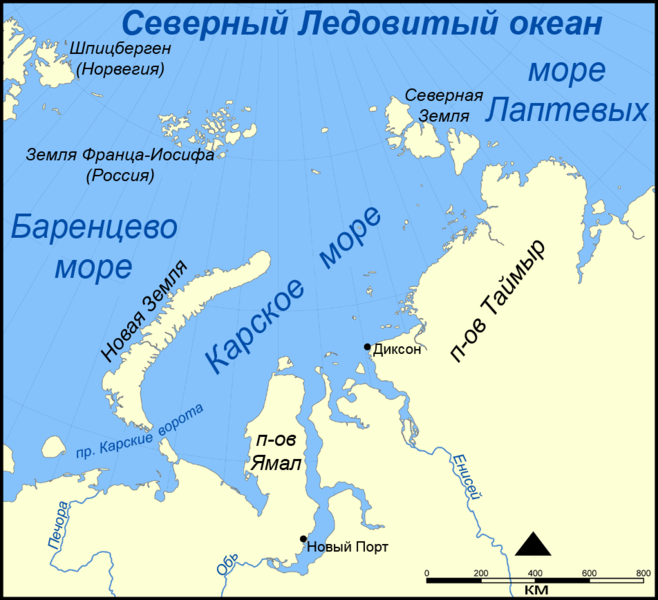 Северный Ледовитый океан
Шпицберген
(Норвегия)
море
Лаптевых
Северная
Земля
Земля Франца-Иосифа
(Россия)
Баренцево
море
Карское море
Новая Земля
п-ов Таймыр
Диксон
пр. Карские ворота
п-ов
Ямал
Енисей
Печора
Обь
Новый Порт
0 200 400 600 800
КМ